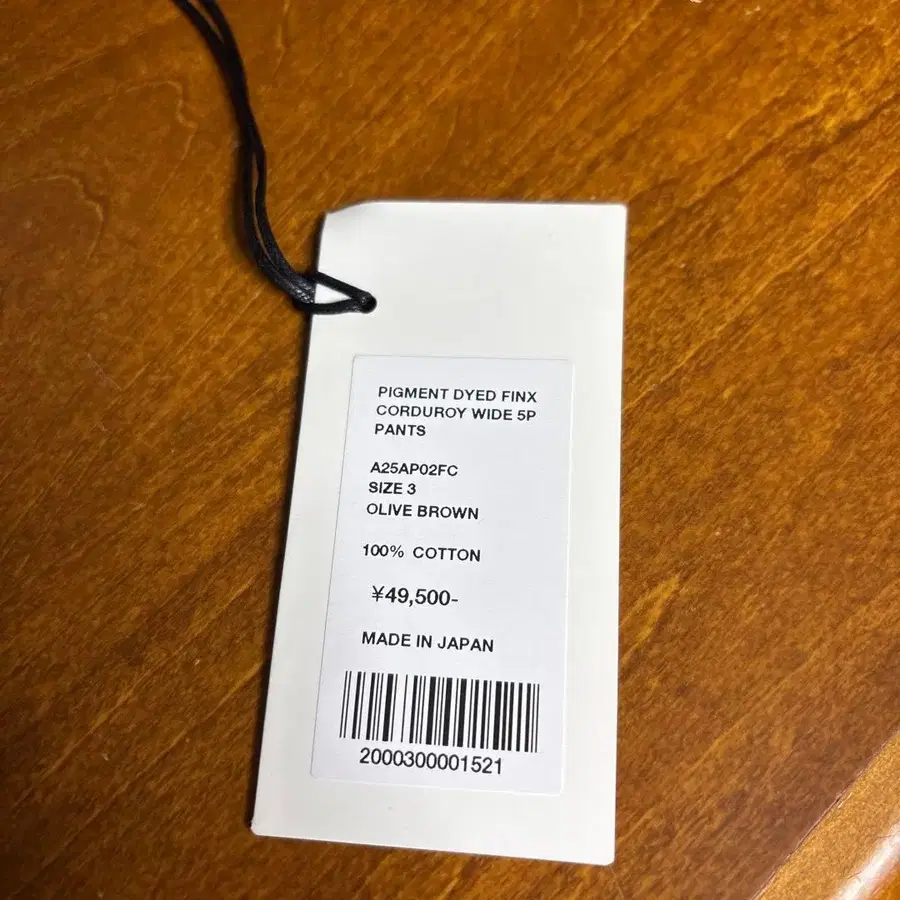 PIGMENT DYED FINX
CORDUROY WIDE 5P
PANTS
A25AP02FC
SIZE 3
OLIVE BROWN
100% COTTON
¥49,500-
MADE IN JAPAN
2000300001521